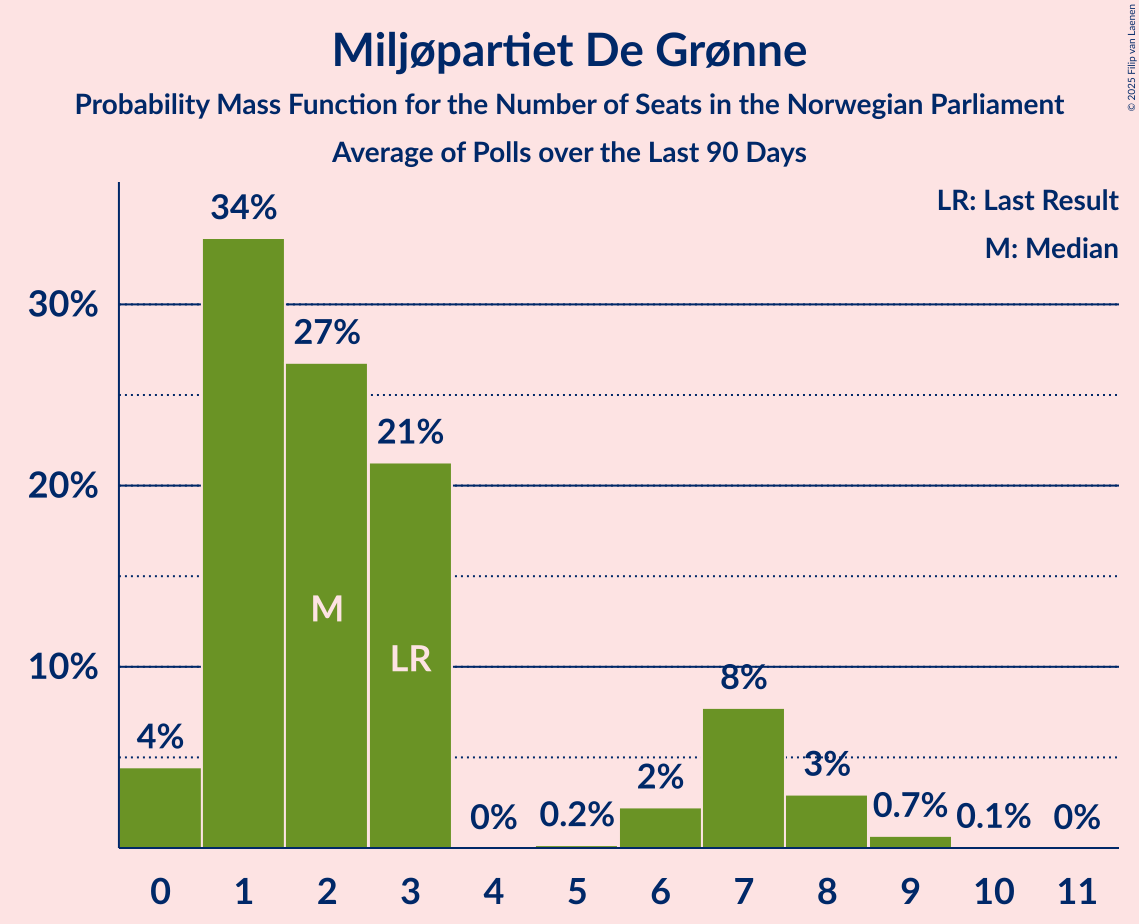 Miljøpartiet De Grønne
Probability Mass Function for the Number of Seats in the Norwegian Parliament
Average of Polls over the Last 90 Days
© 2025 Filip van Laenen
LR: Last Result
M: Median
34%
30%
27%
21%
20%
M
LR
10%
8%
4%
2%
3%
0%
0.2%
0.7%
0.1%
0%
0 1 2 3 4 5 6 7 8 9 10 11